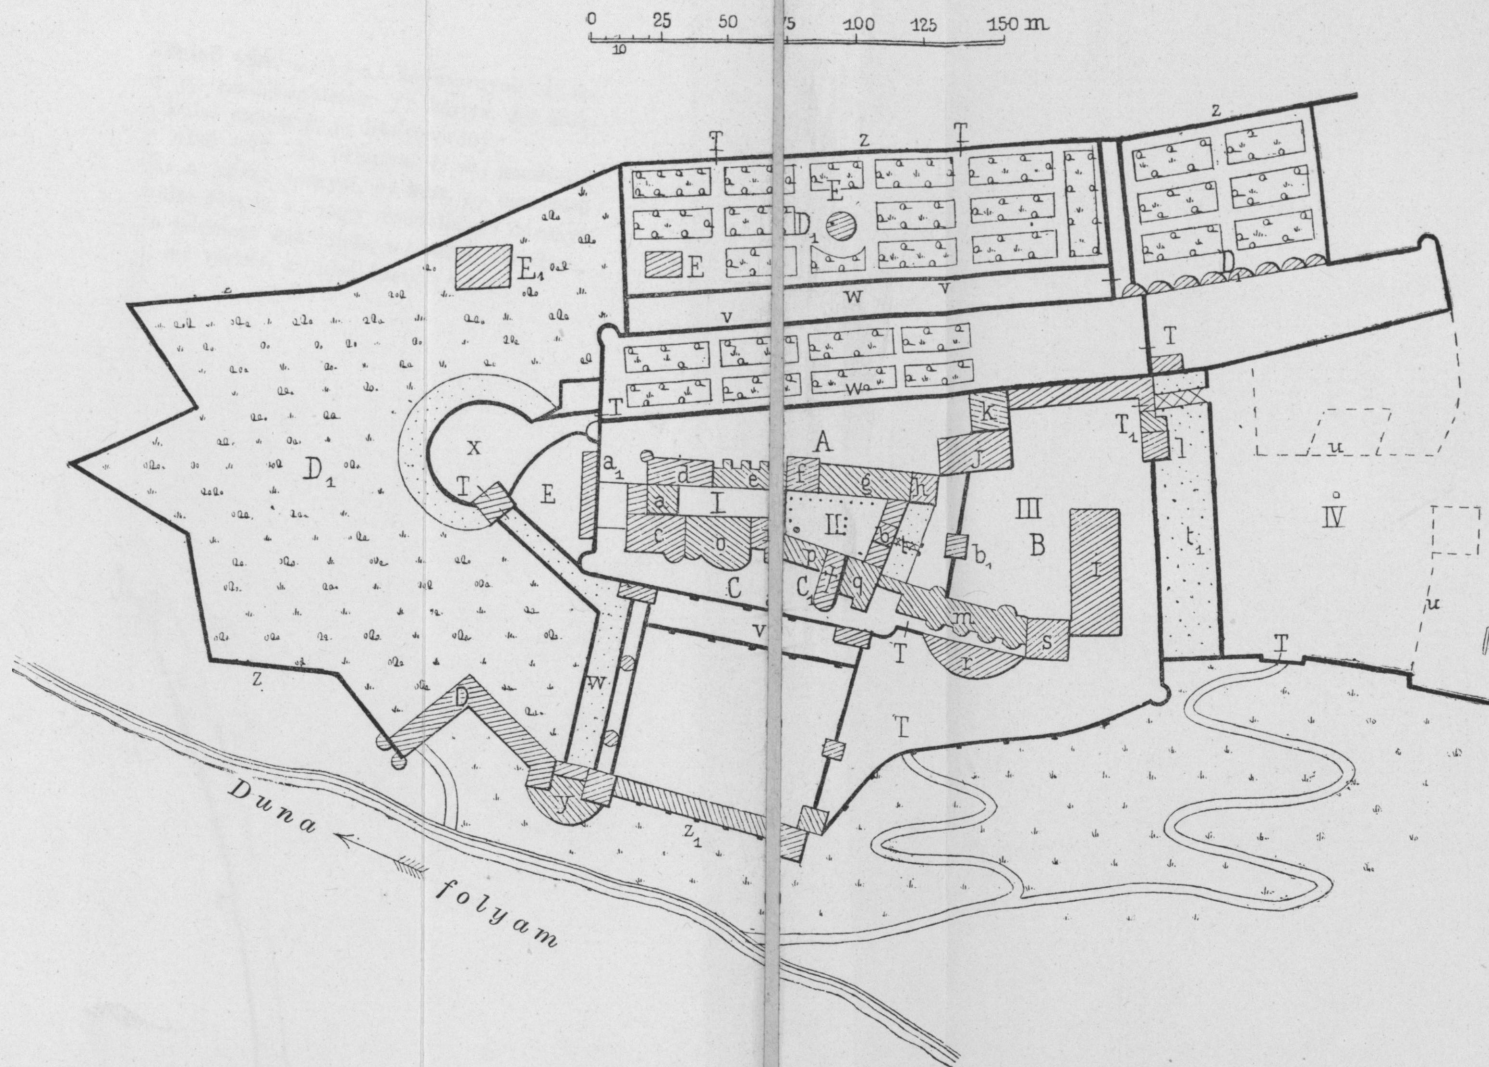 0 25 50 75 100 125 150 m
10
z
T z T
E
D₁
E₁ E
D₁
w v
v
T
w
T
k
T₁
A
J l
u
x
a₁
d e f g h
D₁
T E
a I II
III
IV
B
t₁
c o p b t
b₁
i
C C₁ q
m
u
v
T r s
T
z
w
D
T
y
z₁
Duna
folyam